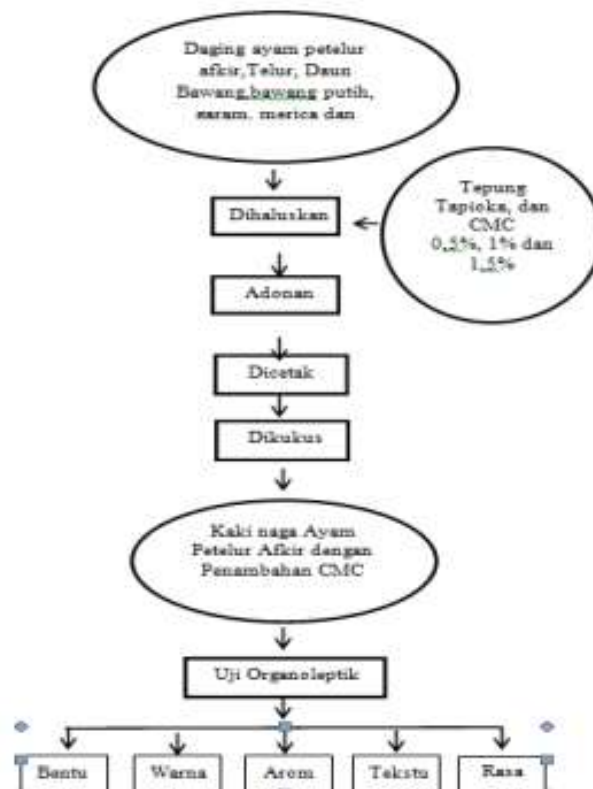 Daging ayam petelur
afkir,Telur, Daun
Bawang,bawang putih,
garam, merica dan
Tepung
Tapioka, dan
CMC
0,5%, 1% dan
1,5%
Dihaluskan
Adonan
Dicetak
Dikukus
Kaki naga Ayam
Petelur Afkir dengan
Penambahan CMC
Uji Organoleptik
Bentu
Warna
Arom
Tekstu
Rasa